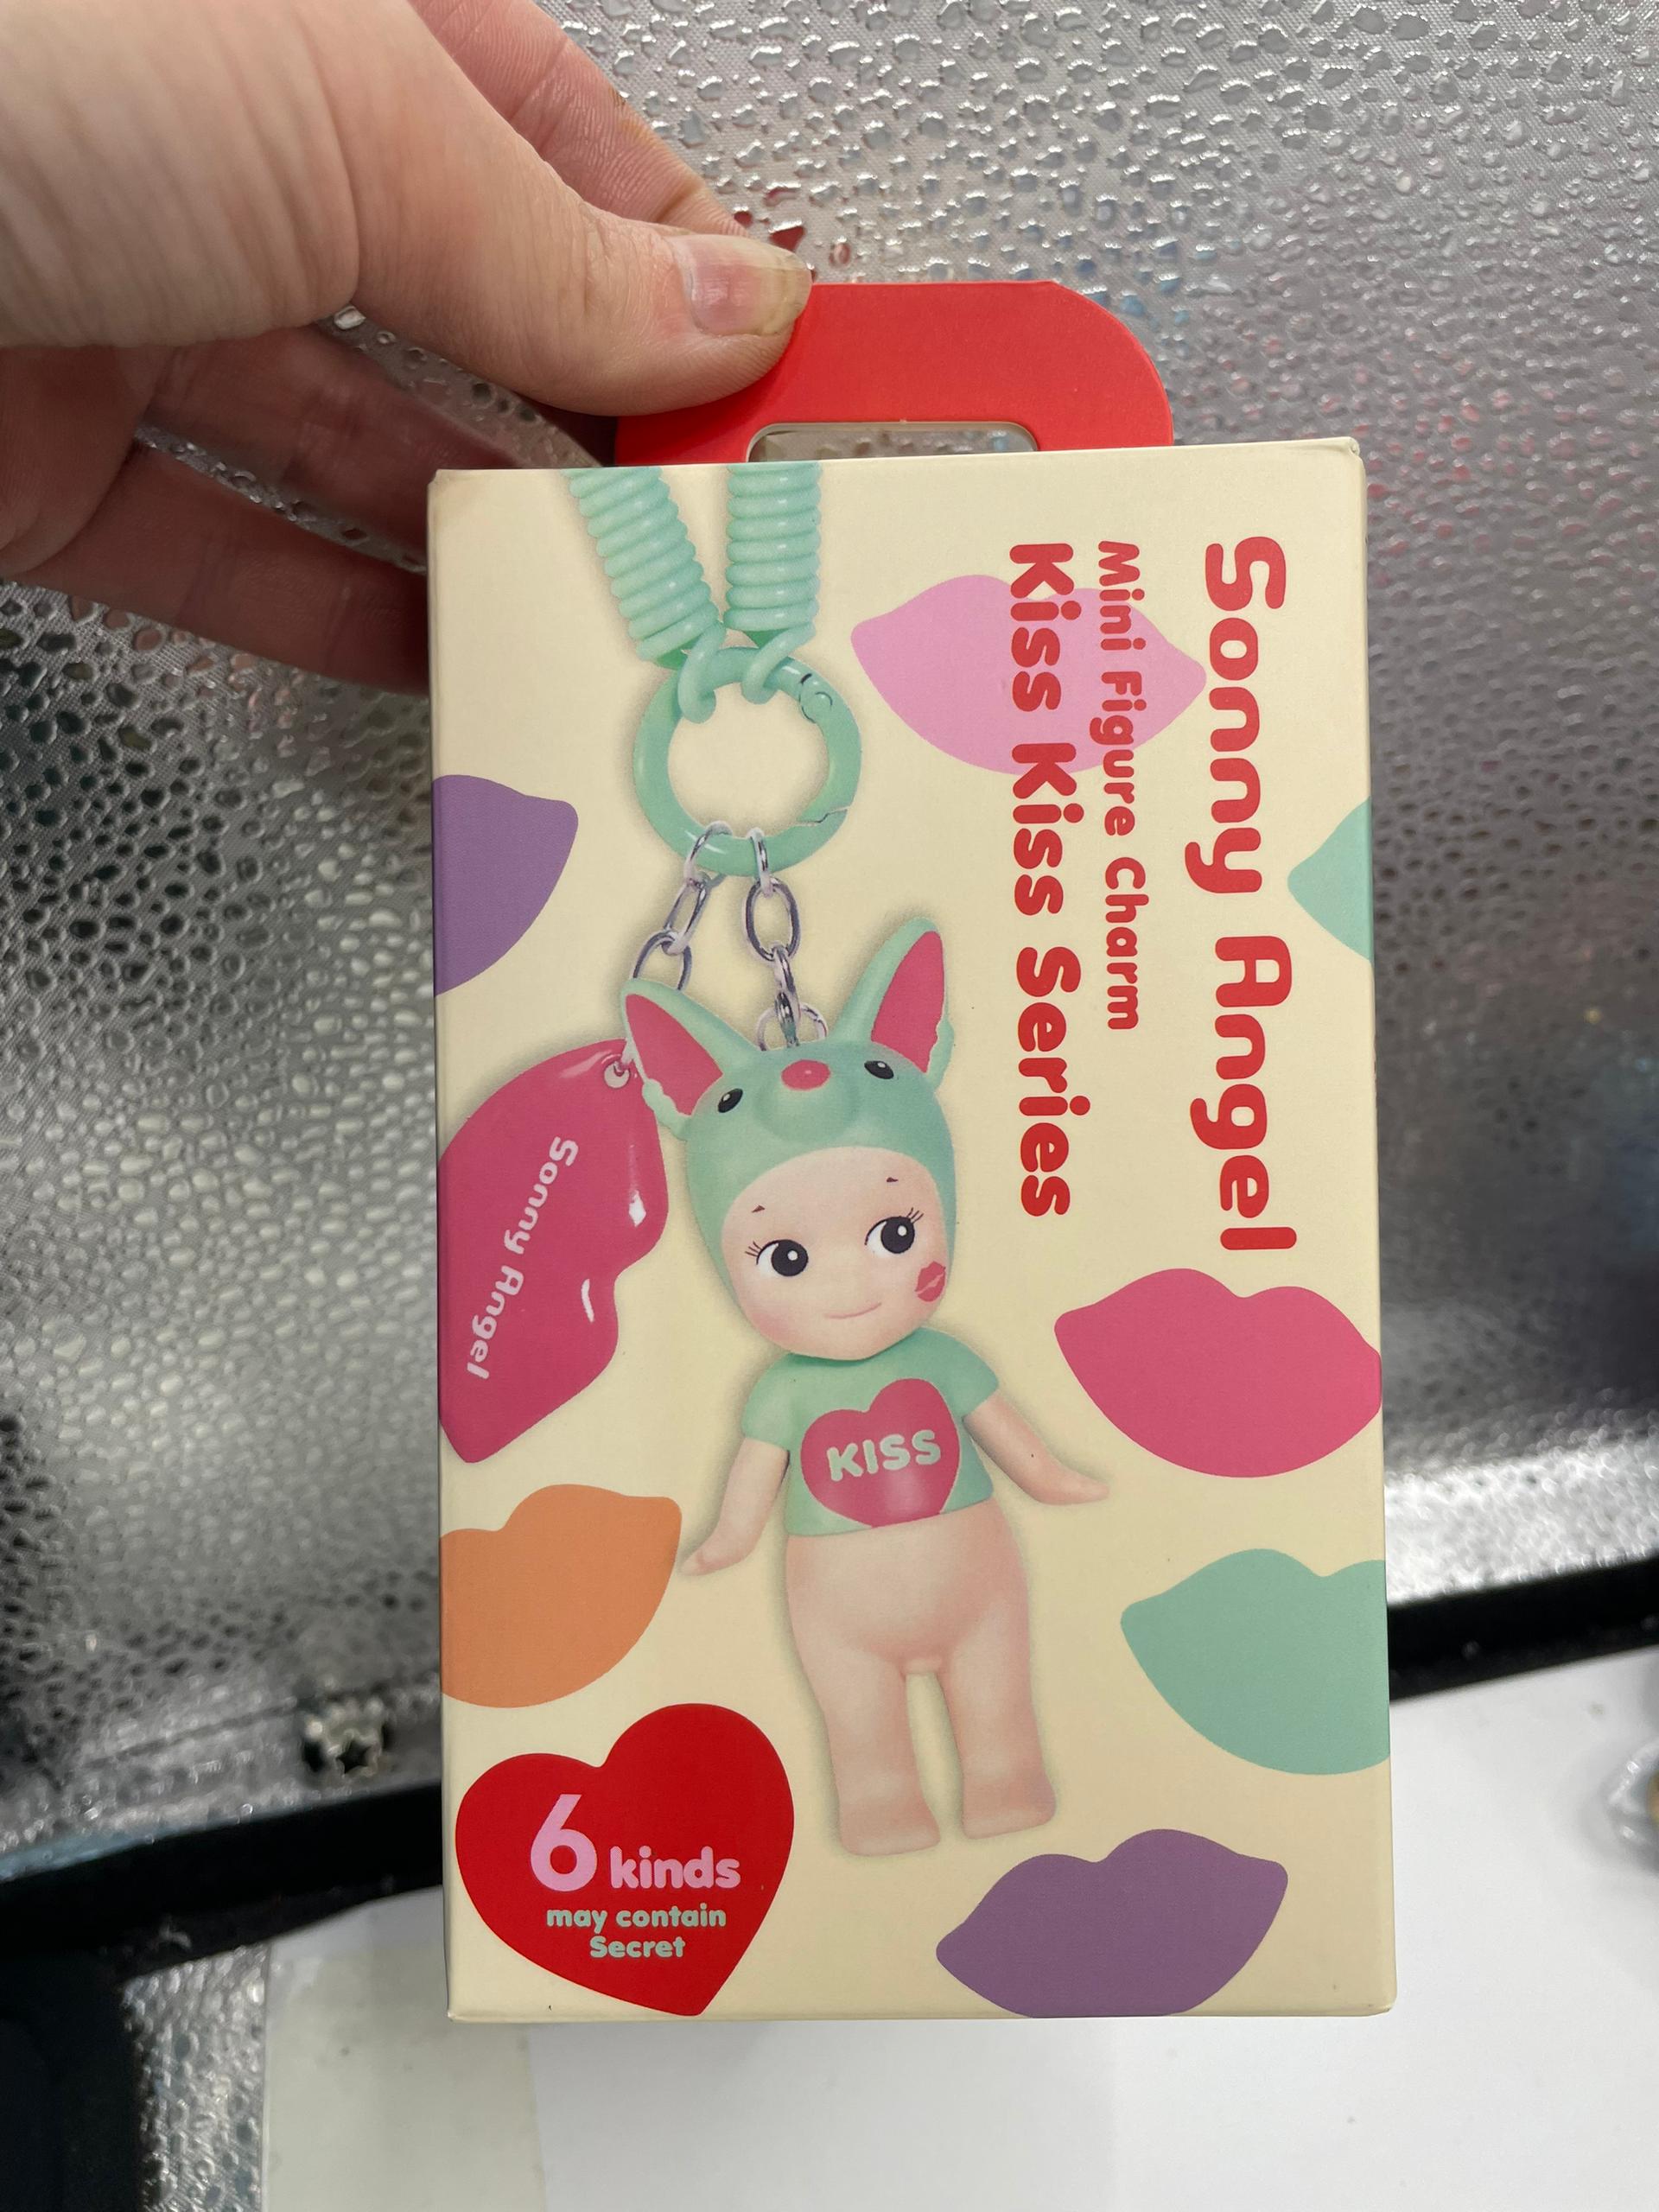 Sonny Angel
Mini Figure Charm
Kiss Kiss Series
Sonny Angel
KISS
6 kinds
may contain
Secret